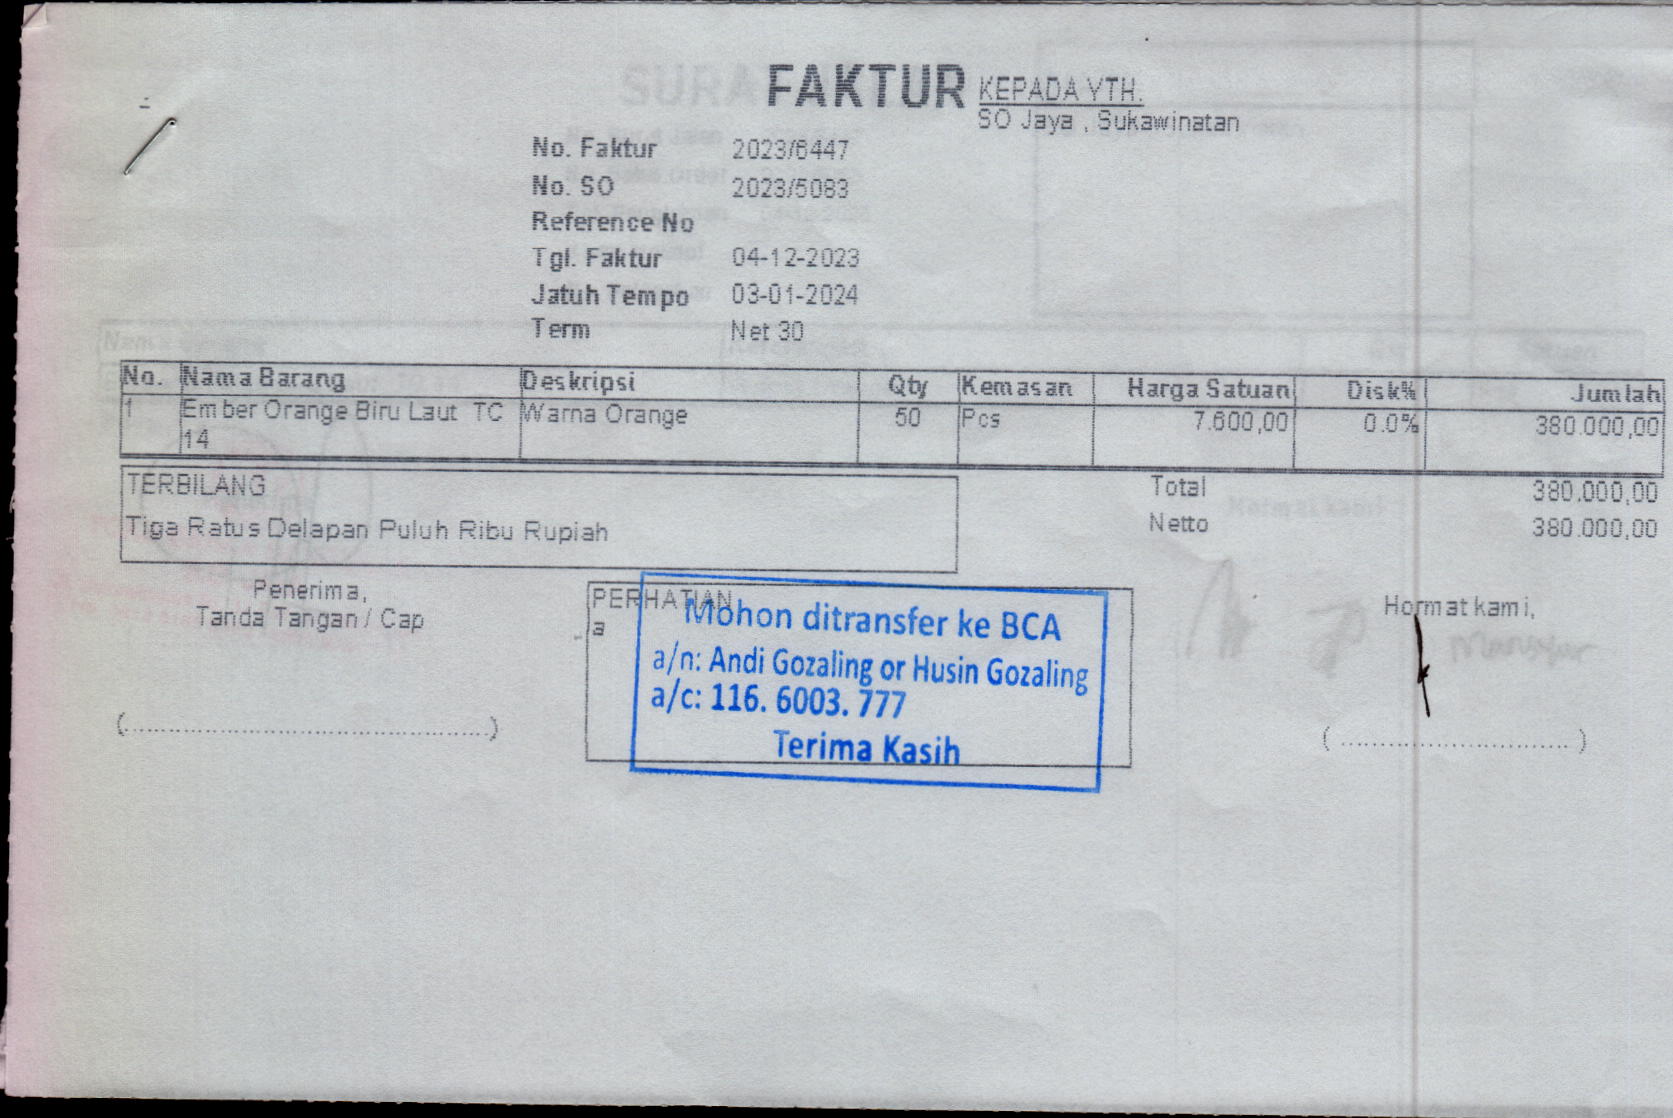 FAKTUR
KEPADA YTH.
SO Jaya , Sukawinatan
No. Faktur 2023/6447
No. SO 2023/5083
Reference No
Tgl. Faktur 04-12-2023
Jatuh Tempo 03-01-2024
Term Net 30
No. Nama Barang Deskripsi Qty Kemasan Harga Satuan Disk% Jumlah
1 Ember Orange Biru Laut TC Warna Orange 50 Pcs 7.600,00 0.0% 380.000,00
14
TERBILANG Total 380.000,00
Tiga Ratus Delapan Puluh Ribu Rupiah Netto 380.000,00
Penerima,
Tanda Tangan / Cap
(..............................................)
PERHATIAN
a
Mohon ditransfer ke BCA
a/n: Andi Gozaling or Husin Gozaling
a/c: 116. 6003. 777
Terima Kasih
Hormat kami,
( ............................. )